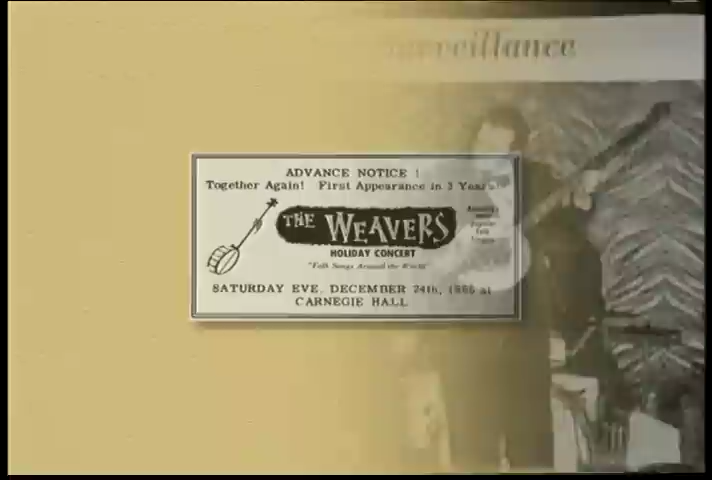 Surveillance
ADVANCE NOTICE !
Together Again! First Appearance in 3 Years
THE WEAVERS
HOLIDAY CONCERT
"Folk Songs Around the World"
SATURDAY EVE. DECEMBER 24th, 1955 at
CARNEGIE HALL